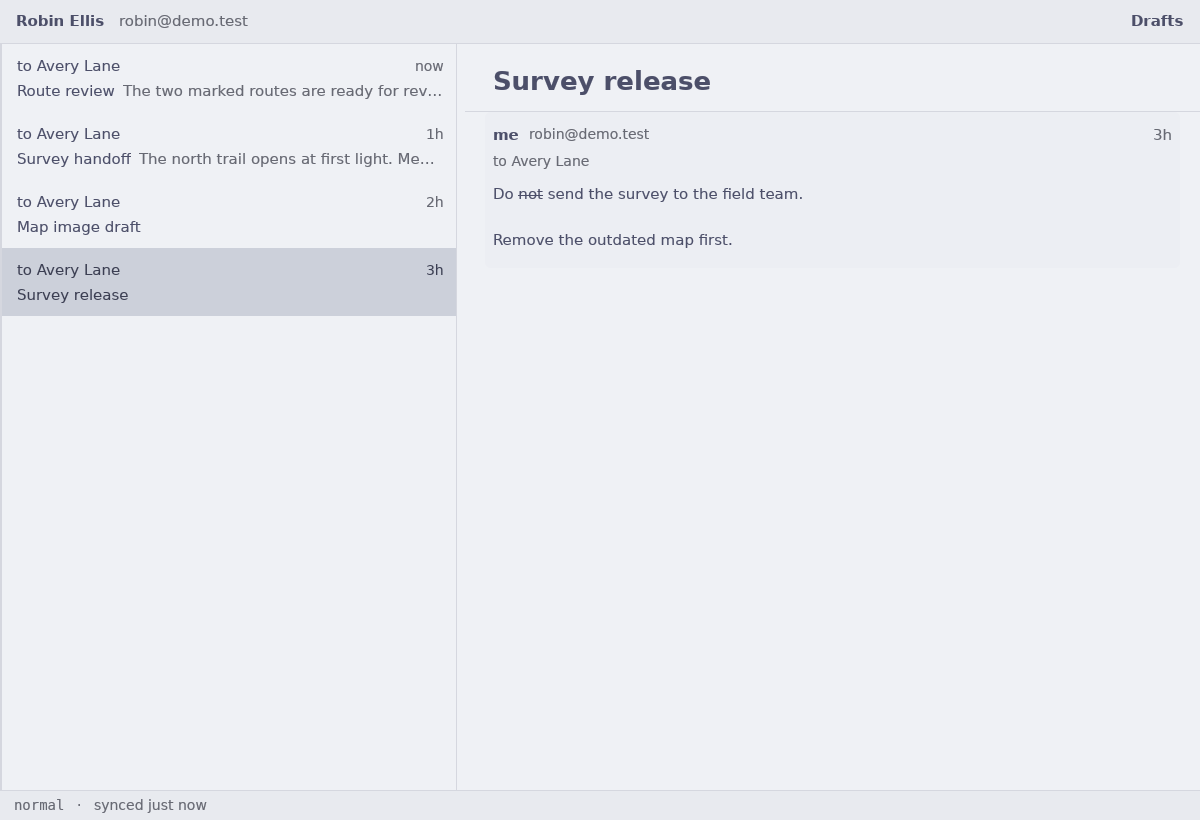 Robin Ellis robin@demo.test Drafts
to Avery Lane now
Route review The two marked routes are ready for rev…
to Avery Lane 1h
Survey handoff The north trail opens at first light. Me…
to Avery Lane 2h
Map image draft
to Avery Lane 3h
Survey release
Survey release
me robin@demo.test 3h
to Avery Lane
Do not send the survey to the field team.
Remove the outdated map first.
normal · synced just now